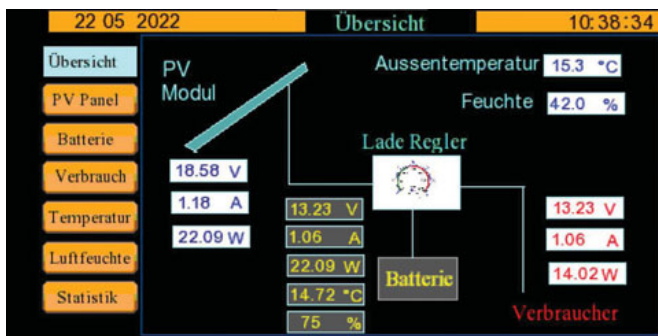 22 05 2022 Übersicht 10:38:34
Übersicht
PV Panel
Batterie
Verbrauch
Temperatur
Luftfeuchte
Statistik
PV
Modul
18.58 V
1.18 A
22.09 W
Aussentemperatur 15.3 °C
Feuchte 42.0 %
Lade Regler
13.23 V
1.06 A
22.09 W
14.72 °C
75 %
Batterie
13.23 V
1.06 A
14.02 W
Verbraucher